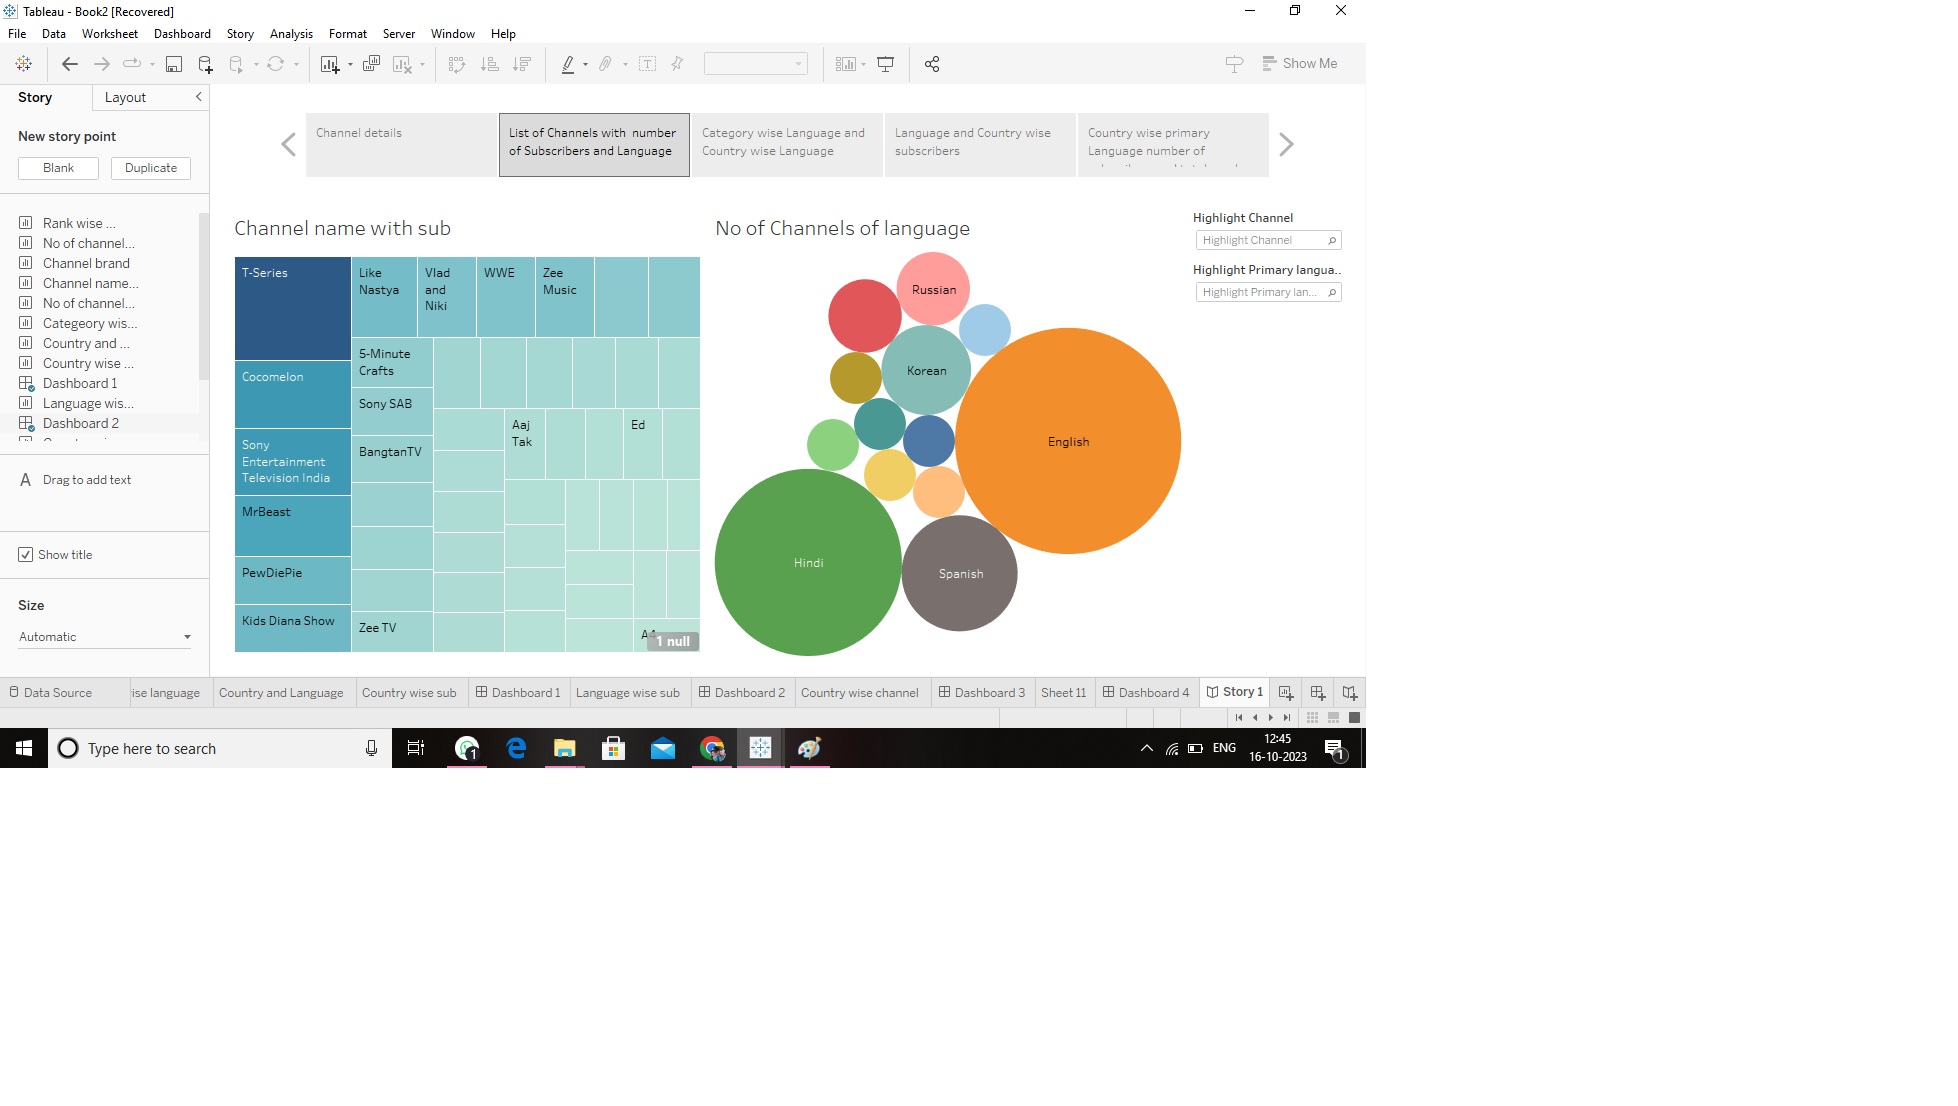 Tableau - Book2 [Recovered]
File Data Worksheet Dashboard Story Analysis Format Server Window Help
Show Me
Story Layout
New story point
Blank Duplicate
Rank wise ...
No of channel...
Channel brand
Channel name...
No of channel...
Categeory wis...
Country and ...
Country wise ...
Dashboard 1
Language wis...
Dashboard 2
A Drag to add text
Show title
Size
Automatic
Channel details
List of Channels with number
of Subscribers and Language
Category wise Language and
Country wise Language
Language and Country wise
subscribers
Country wise primary
Language number of
Channel name with sub
T-Series
Cocomelon
Sony
Entertainment
Television India
MrBeast
PewDiePie
Kids Diana Show
Like
Nastya
Vlad
and
Niki
WWE
Zee
Music
5-Minute
Crafts
Sony SAB
BangtanTV
Zee TV
Aaj
Tak
Ed
1 null
No of Channels of language
Russian
Korean
English
Hindi
Spanish
Highlight Channel
Highlight Channel
Highlight Primary langua..
Highlight Primary lan...
Data Source ise language Country and Language Country wise sub Dashboard 1 Language wise sub Dashboard 2 Country wise channel Dashboard 3 Sheet 11 Dashboard 4 Story 1
Type here to search
1
ENG
12:45
16-10-2023
1